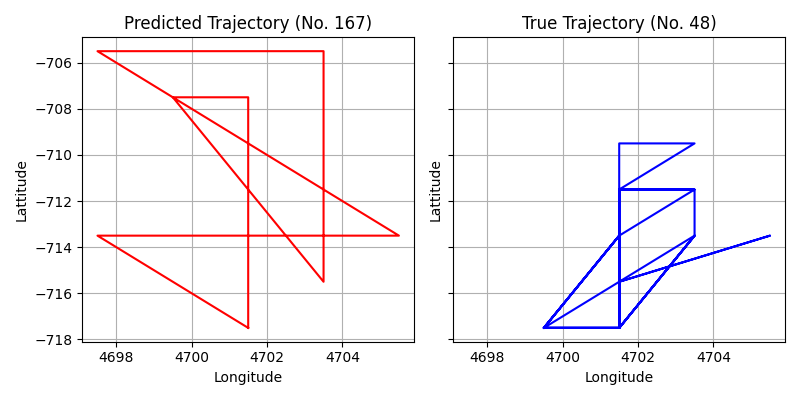 Predicted Trajectory (No. 167)
−706
−708
−710
−712
−714
−716
−718
Lattitude
4698 4700 4702 4704
Longitude
True Trajectory (No. 48)
Lattitude
4698 4700 4702 4704
Longitude